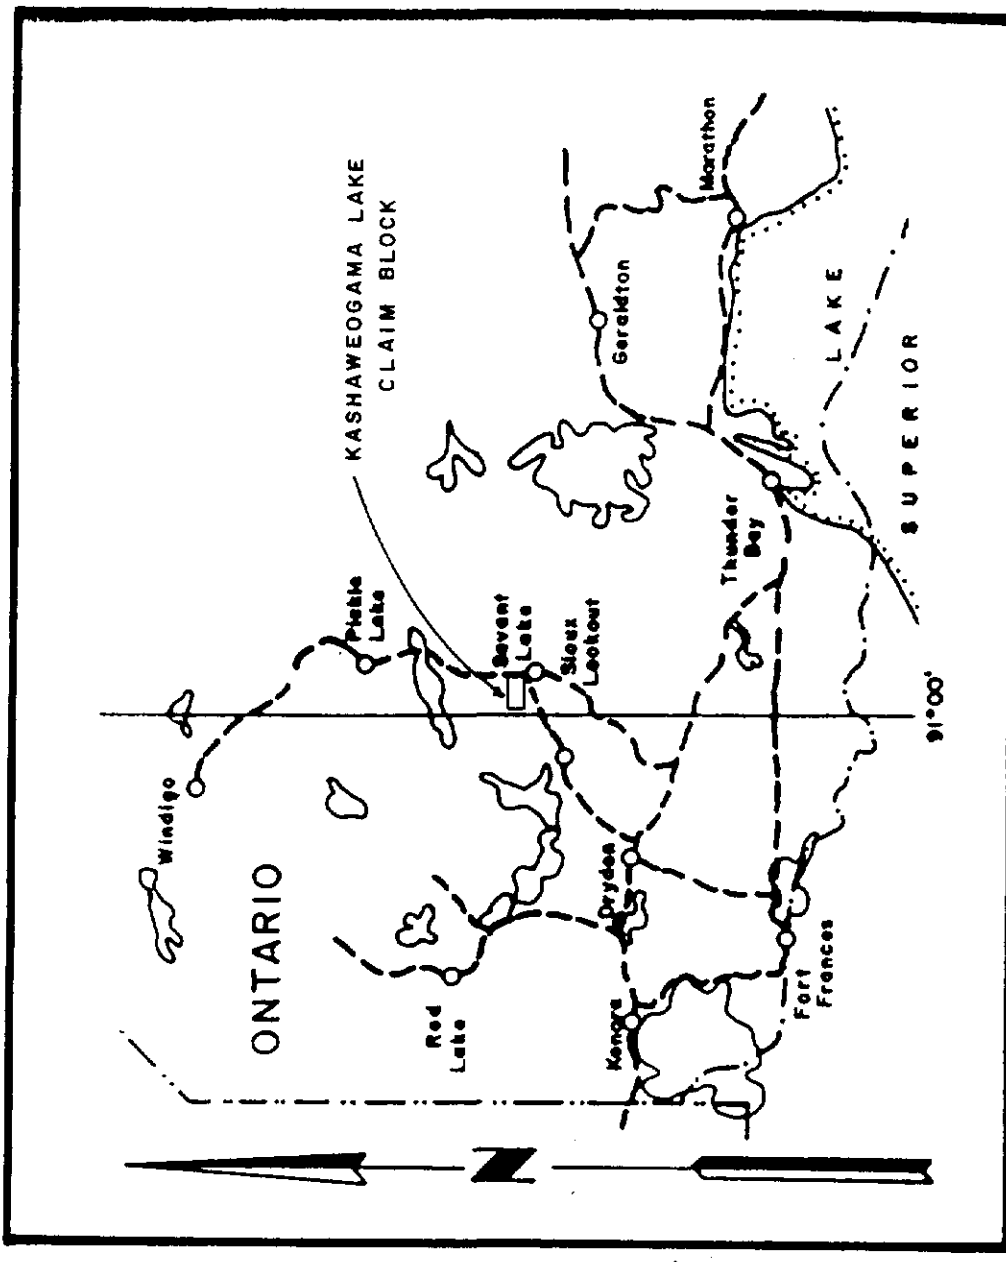 KASHAWEOGAMA LAKE
CLAIM BLOCK
Windigo
Pickle
Lake
ONTARIO
Red
Lake
Savant
Lake
Sioux
Lookout
Geraldton
Marathon
Dryden
Kenora
Thunder
Bay
Fort
Frances
LAKE
SUPERIOR
91°00'
N